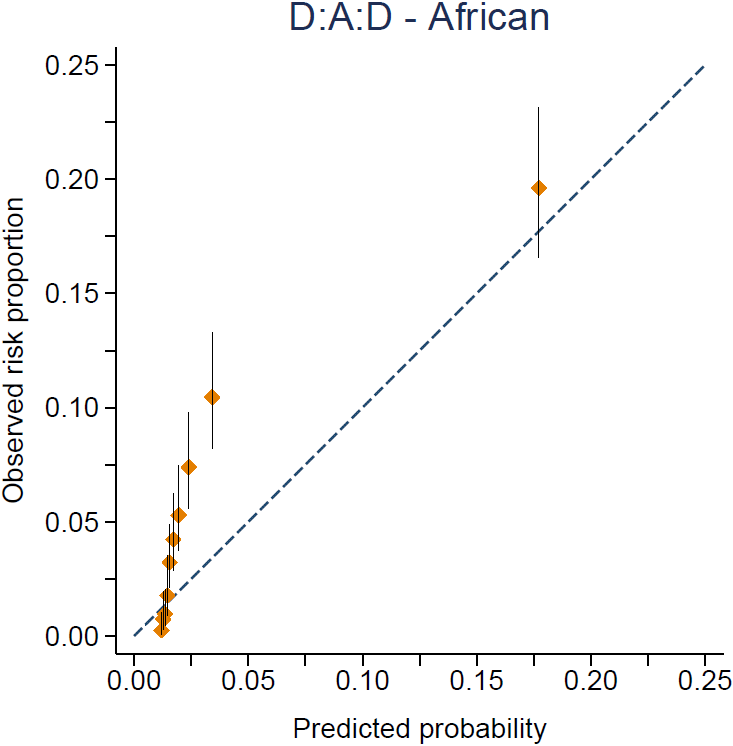 D:A:D - African
0.25
0.20
0.15
0.10
0.05
0.00
Observed risk proportion
0.00 0.05 0.10 0.15 0.20 0.25
Predicted probability